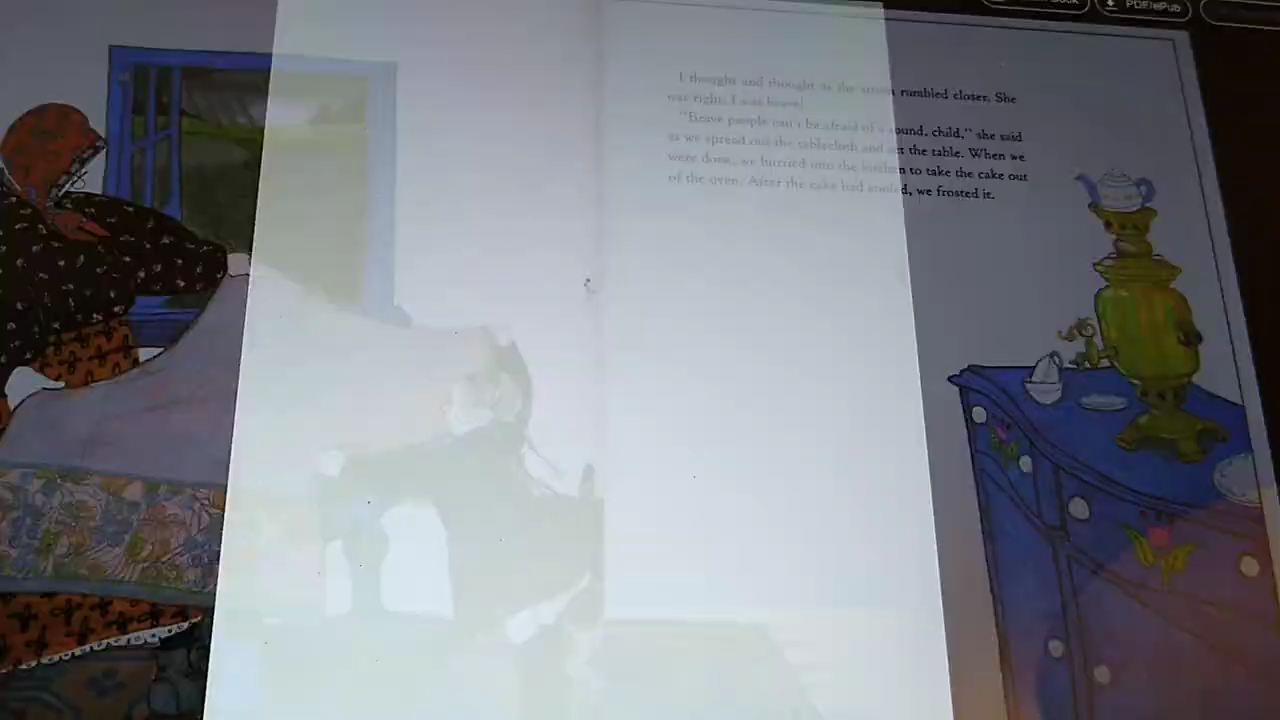 PDF/ePub
I thought and thought as the storm rumbled closer. She
was right. I was brave!
"Brave people can't be afraid of a sound, child," she said
as we spread out the tablecloth and set the table. When we
were done, we hurried into the kitchen to take the cake out
of the oven. After the cake had cooled, we frosted it.